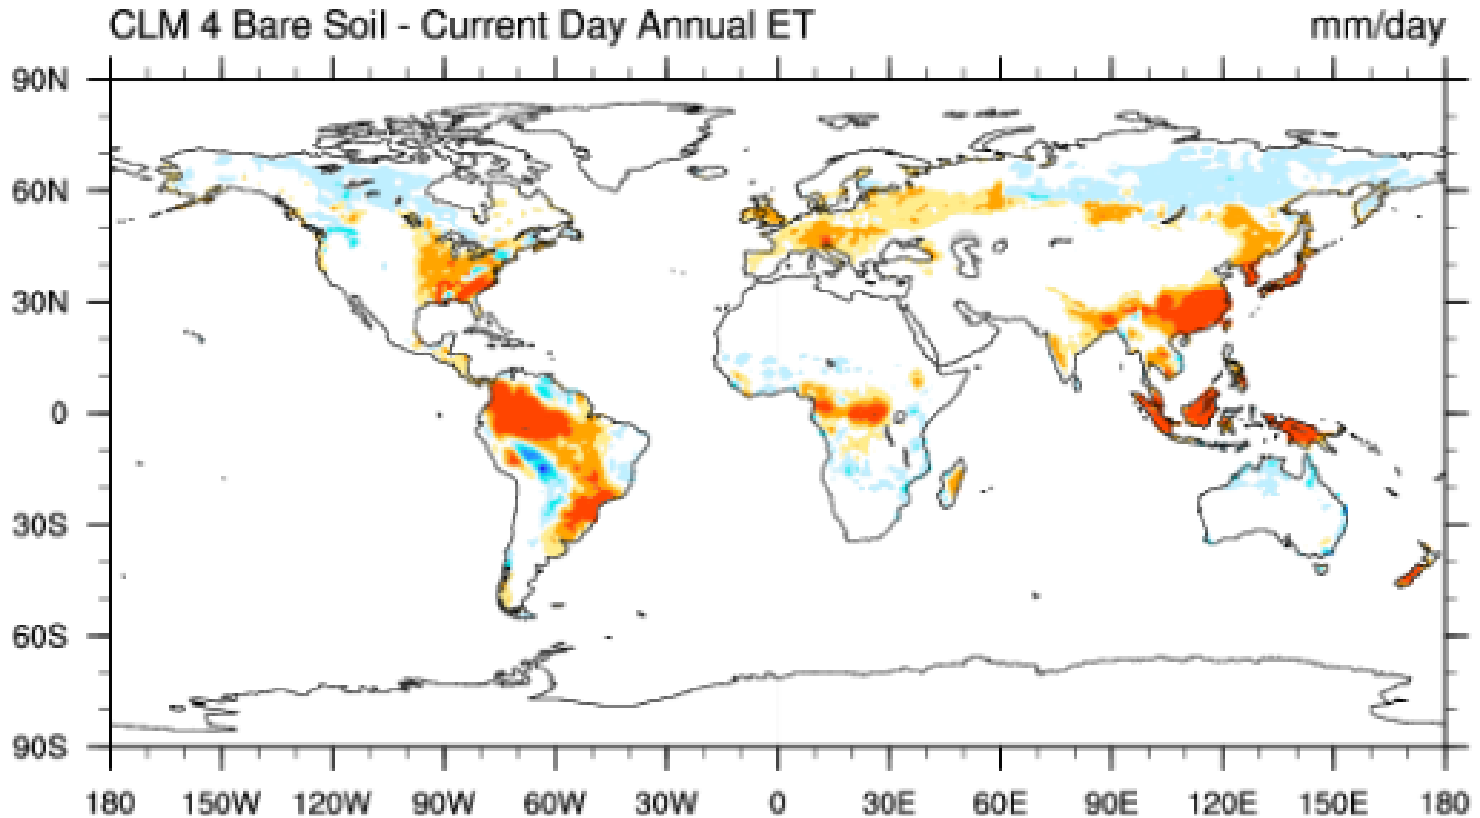 CLM 4 Bare Soil - Current Day Annual ET mm/day
90N
60N
30N
0
30S
60S
90S
180 150W 120W 90W 60W 30W 0 30E 60E 90E 120E 150E 180